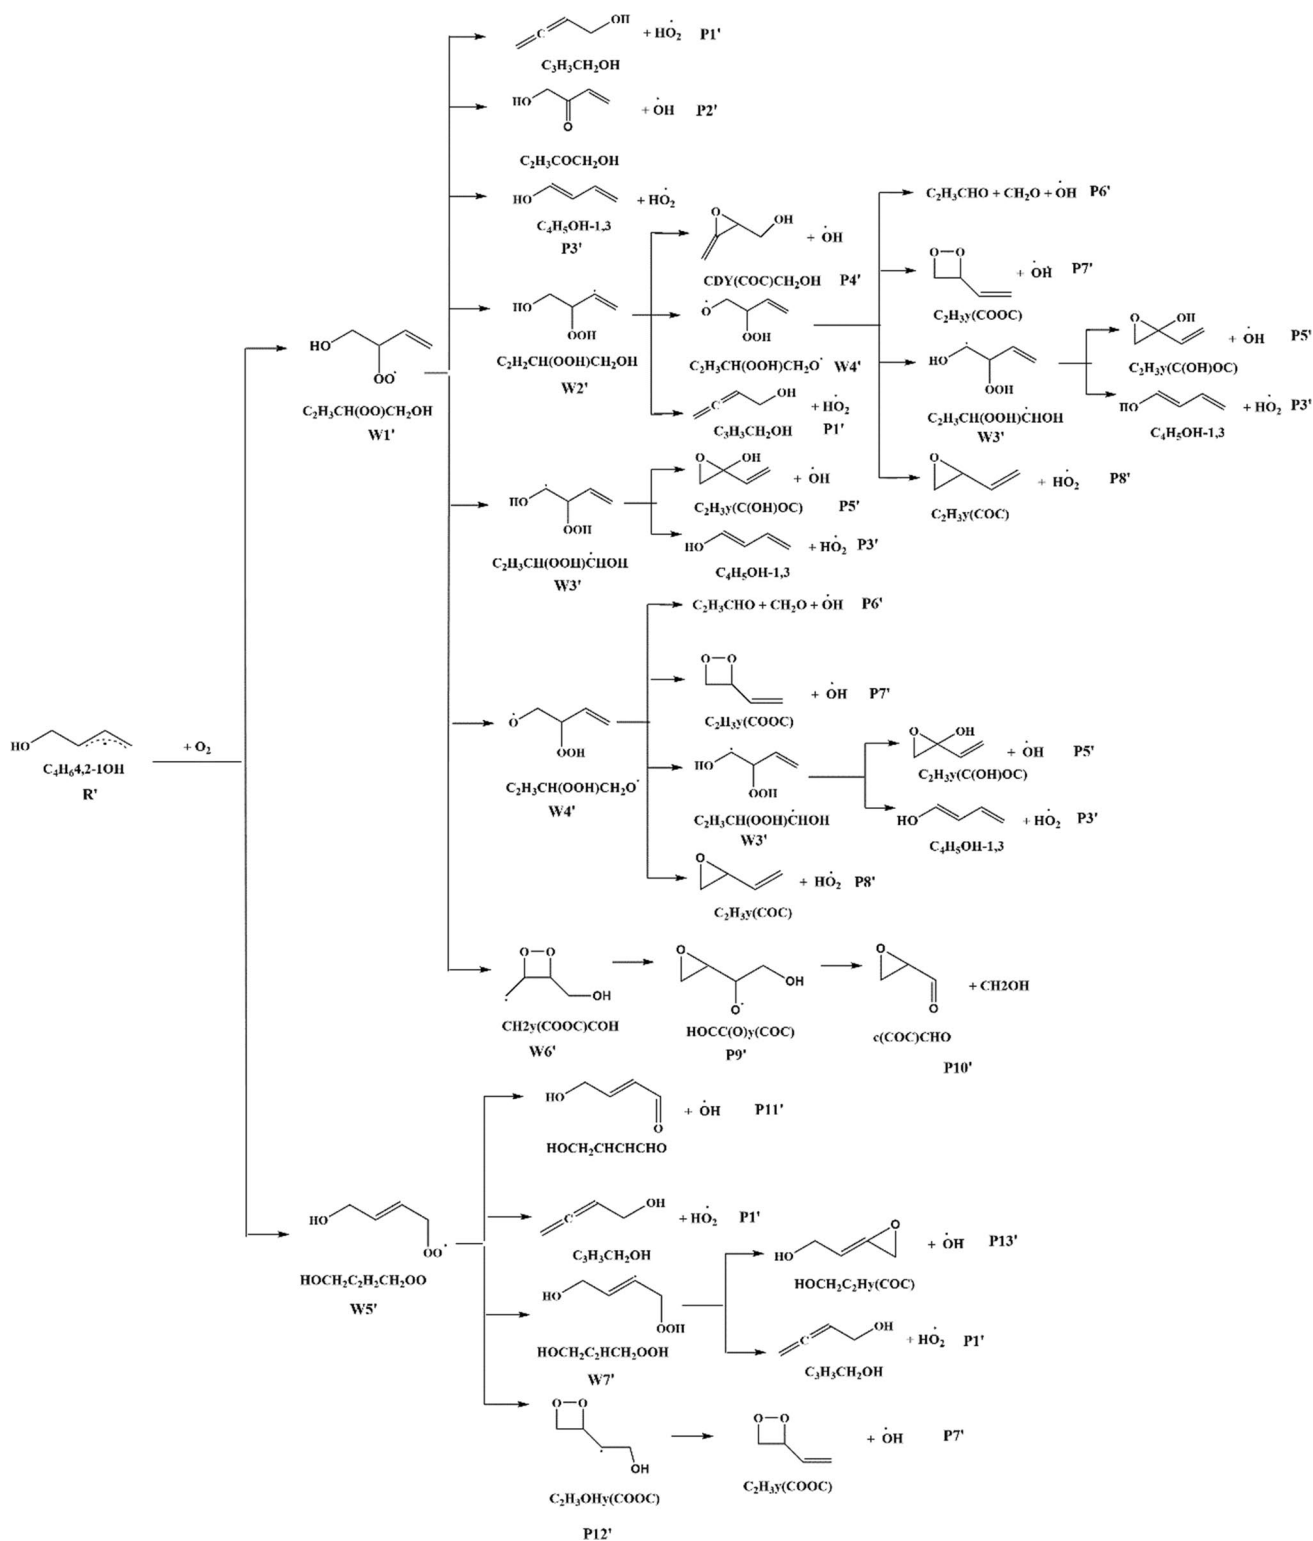 OH
C
+ HO2 P1'
C3H3CH2OH
HO
O
+ OH P2'
C2H3COCH2OH
HO
+ HO2
C4H5OH-1,3
P3'
O
OH
+ OH
CDY(COC)CH2OH P4'
C2H3CHO + CH2O + OH P6'
O O
+ OH P7'
C2H3y(COOC)
HO
OOH
C2H2CH(OOH)CH2OH
W2'
O
OOH
C2H3CH(OOH)CH2O W4'
HO
OOH
C2H3CH(OOH)CHOH
W3'
O
OH
+ OH P5'
C2H3y(C(OH)OC)
HO
+ HO2 P3'
C4H5OH-1,3
HO
OO
C2H3CH(OO)CH2OH
W1'
C
OH
+ HO2
C3H3CH2OH P1'
O
+ HO2 P8'
C2H3y(COC)
HO
OOH
C2H3CH(OOH)CHOH
W3'
O
OH
+ OH
C2H3y(C(OH)OC) P5'
HO
+ HO2 P3'
C4H5OH-1,3
C2H3CHO + CH2O + OH P6'
O O
+ OH P7'
C2H3y(COOC)
HO
C4H64,2-1OH
R'
+ O2
O
OOH
C2H3CH(OOH)CH2O
W4'
HO
OOH
C2H3CH(OOH)CHOH
W3'
O
OH
+ OH P5'
C2H3y(C(OH)OC)
HO
+ HO2 P3'
C4H5OH-1,3
O
+ HO2 P8'
C2H3y(COC)
O O
OH
CH2y(COOC)COH
W6'
O
OH
O
HOCC(O)y(COC)
P9'
O
O
+ CH2OH
c(COC)CHO
P10'
HO
O
+ OH P11'
HOCH2CHCHCHO
HO
OO
HOCH2C2H2CH2OO
W5'
C
OH
+ HO2 P1'
C3H3CH2OH
HO
OOH
HOCH2C2HCH2OOH
W7'
HO
O
+ OH P13'
HOCH2C2Hy(COC)
C
OH
+ HO2 P1'
C3H3CH2OH
O O
OH
C2H3OHy(COOC)
P12'
O O
+ OH P7'
C2H3y(COOC)